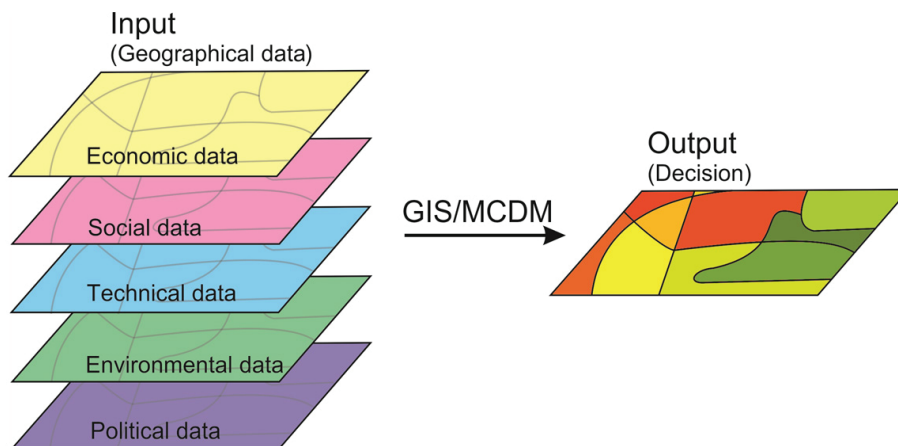 Input
(Geographical data)
Economic data
Social data
Technical data
Environmental data
Political data
GIS/MCDM
Output
(Decision)